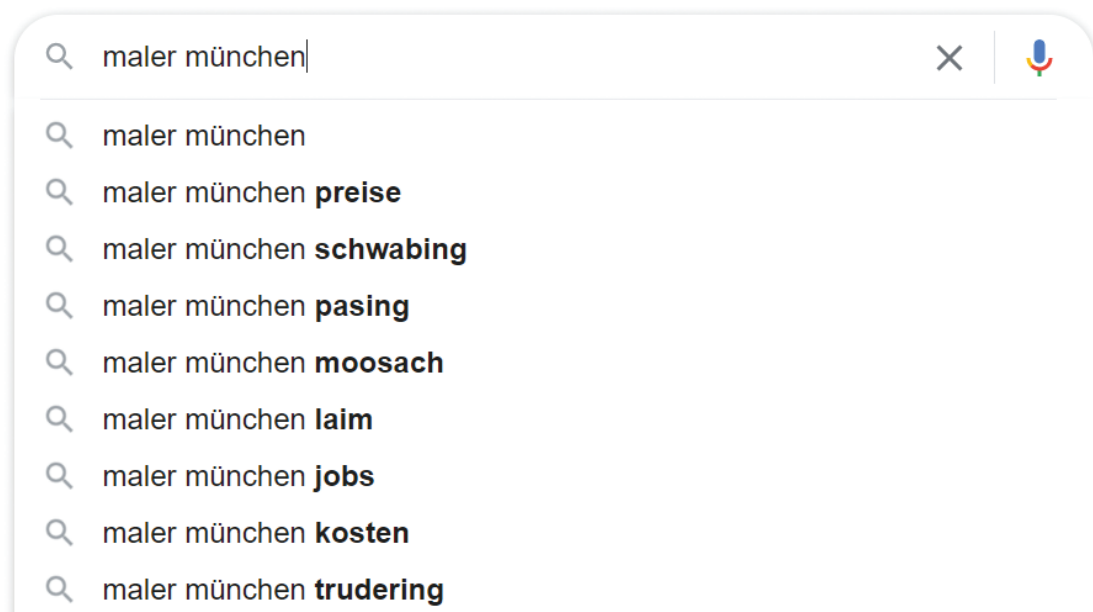 maler münchen
maler münchen
maler münchen preise
maler münchen schwabing
maler münchen pasing
maler münchen moosach
maler münchen laim
maler münchen jobs
maler münchen kosten
maler münchen trudering